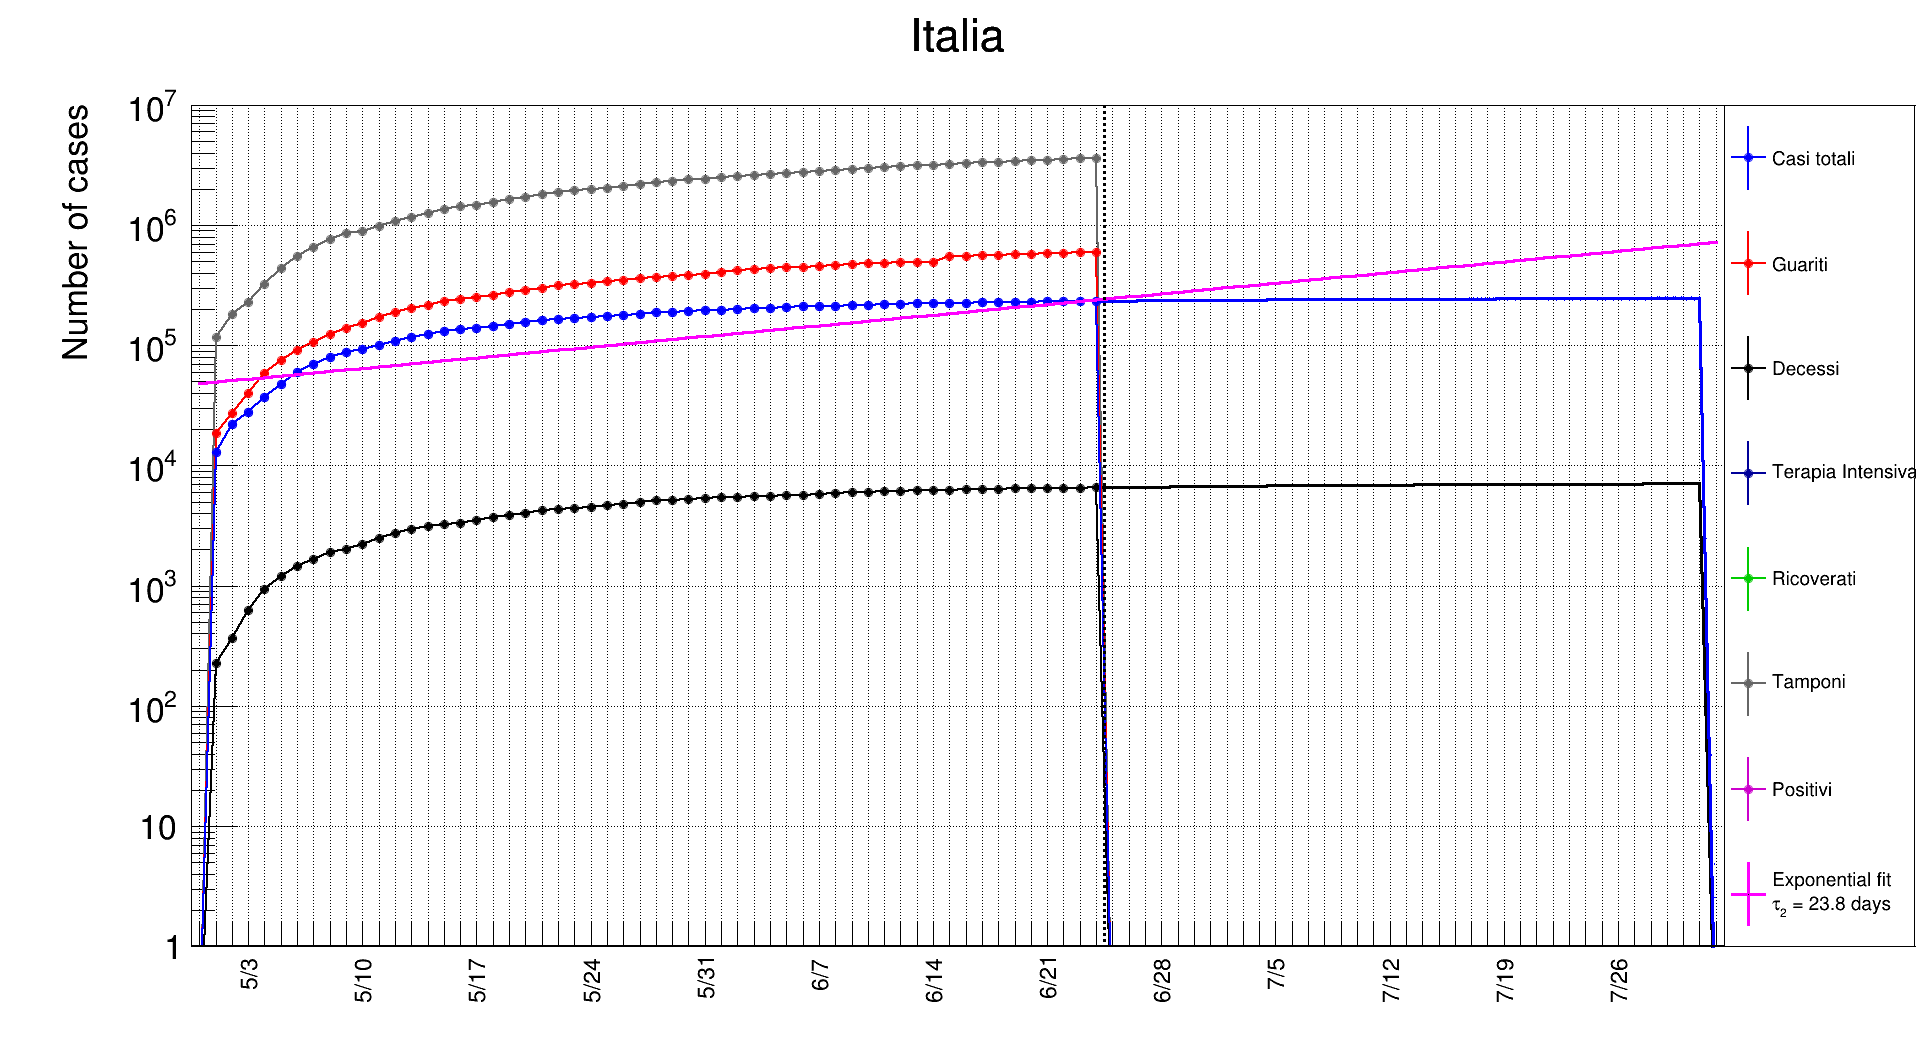 Italia
Number of cases
10^7
10^6
10^5
10^4
10^3
10^2
10
1
5/3
5/10
5/17
5/24
5/31
6/7
6/14
6/21
6/28
7/5
7/12
7/19
7/26
Casi totali
Guariti
Decessi
Terapia Intensiva
Ricoverati
Tamponi
Positivi
Exponential fit
τ₂ = 23.8 days